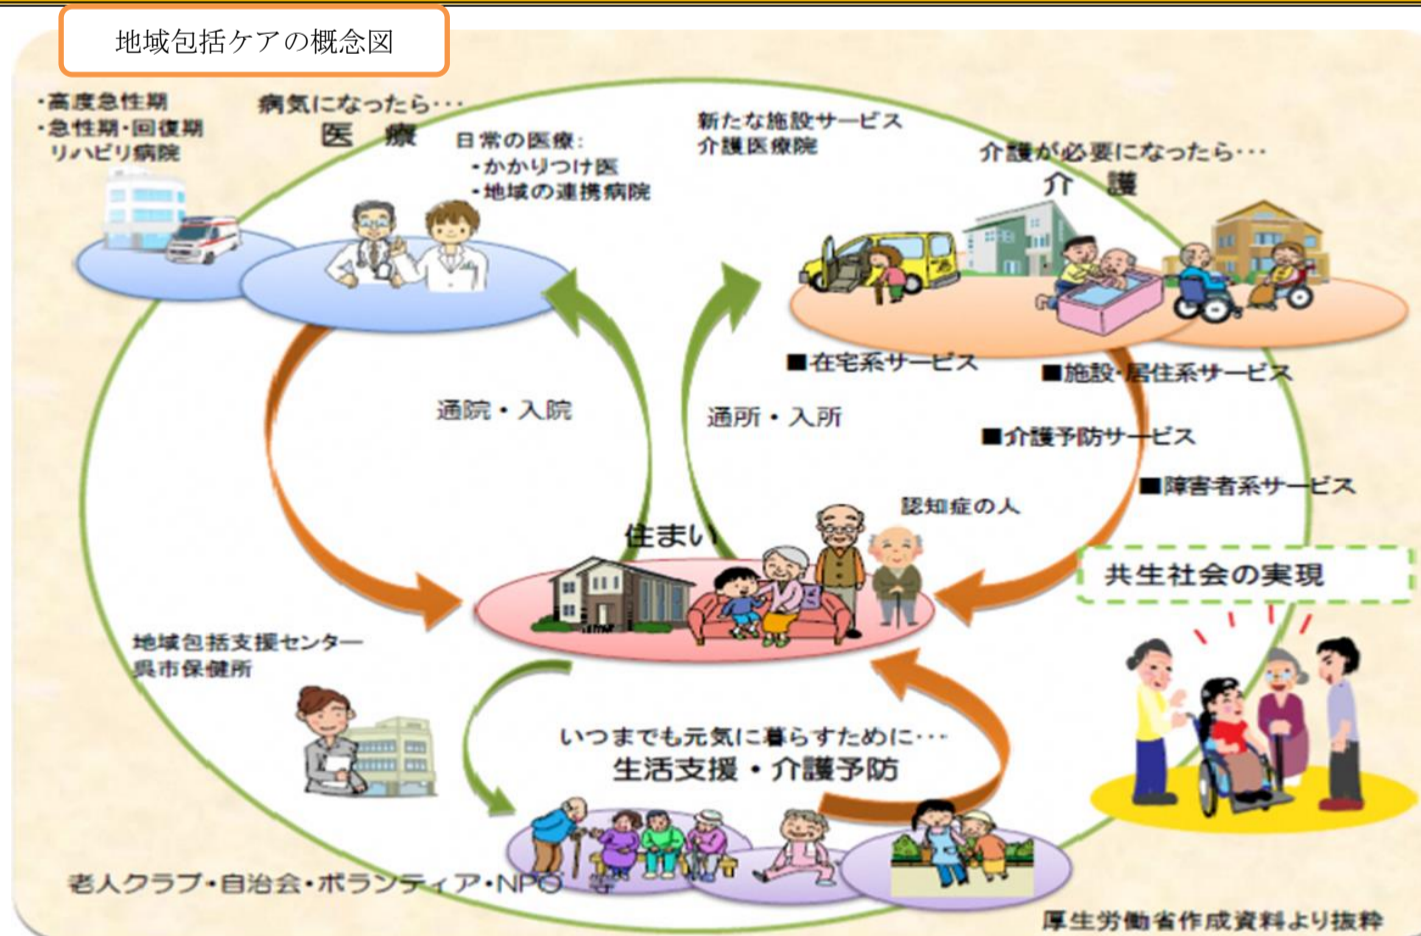 地域包括ケアの概念図
・高度急性期
・急性期・回復期
リハビリ病院
病気になったら・・・
医　療
日常の医療：
・かかりつけ医
・地域の連携病院
新たな施設サービス
介護医療院
介護が必要になったら・・・
介　護
■在宅系サービス
■施設・居住系サービス
通院・入院
通所・入所
■介護予防サービス
■障害者系サービス
認知症の人
住まい
共生社会の実現
地域包括支援センター
呉市保健所
いつまでも元気に暮らすために・・・
生活支援・介護予防
老人クラブ・自治会・ボランティア・NPO　等
厚生労働省作成資料より抜粋